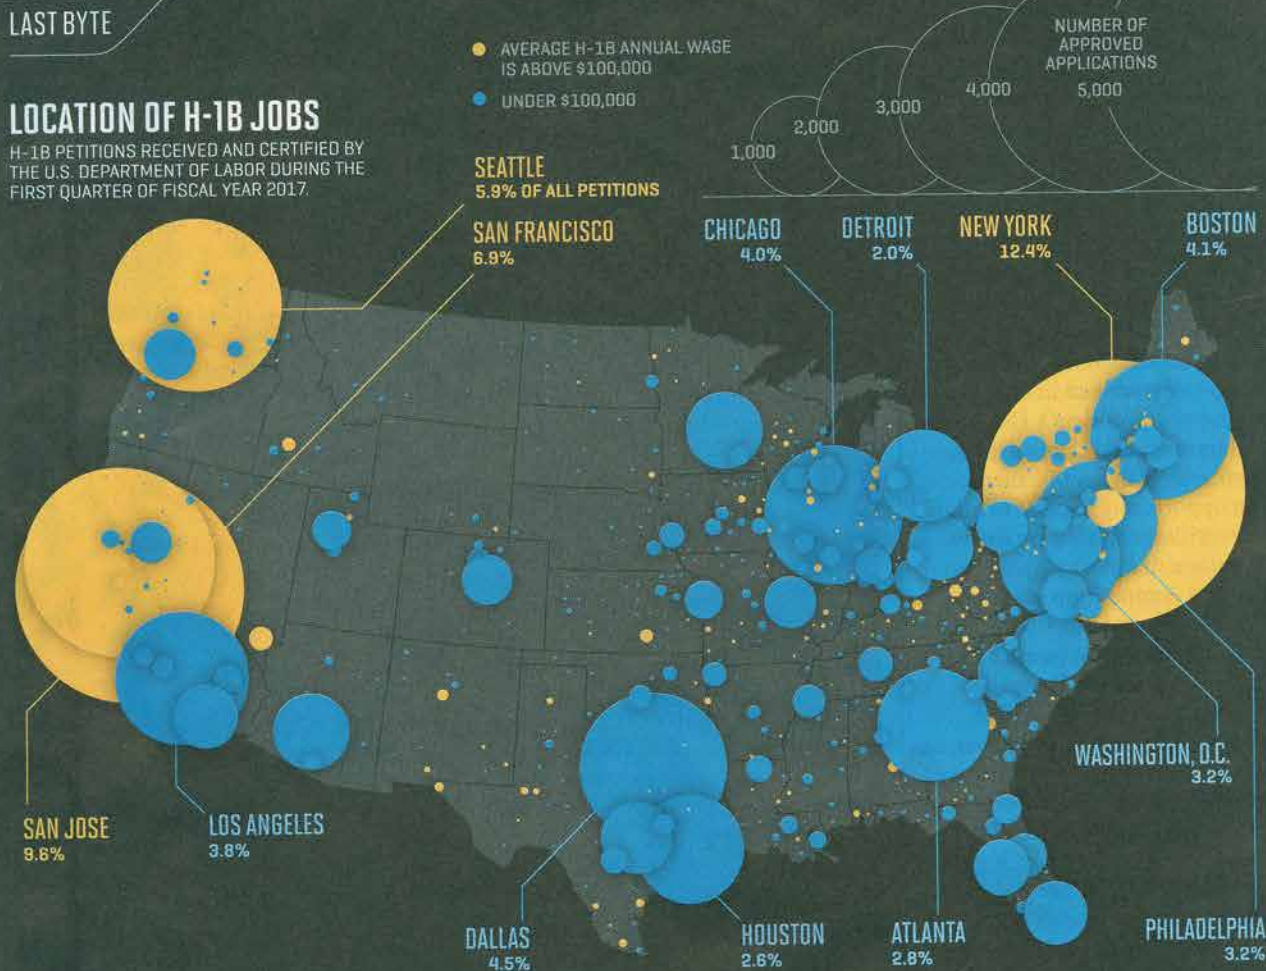 LAST BYTE
AVERAGE H-1B ANNUAL WAGE
IS ABOVE $100,000
UNDER $100,000
NUMBER OF
APPROVED
APPLICATIONS
1,000
2,000
3,000
4,000
5,000
LOCATION OF H-1B JOBS
H-1B PETITIONS RECEIVED AND CERTIFIED BY
THE U.S. DEPARTMENT OF LABOR DURING THE
FIRST QUARTER OF FISCAL YEAR 2017.
SEATTLE
5.9% OF ALL PETITIONS
SAN FRANCISCO
6.9%
CHICAGO
4.0%
DETROIT
2.0%
NEW YORK
12.4%
BOSTON
4.1%
SAN JOSE
9.6%
LOS ANGELES
3.8%
DALLAS
4.5%
HOUSTON
2.6%
ATLANTA
2.8%
WASHINGTON, D.C.
3.2%
PHILADELPHIA
3.2%